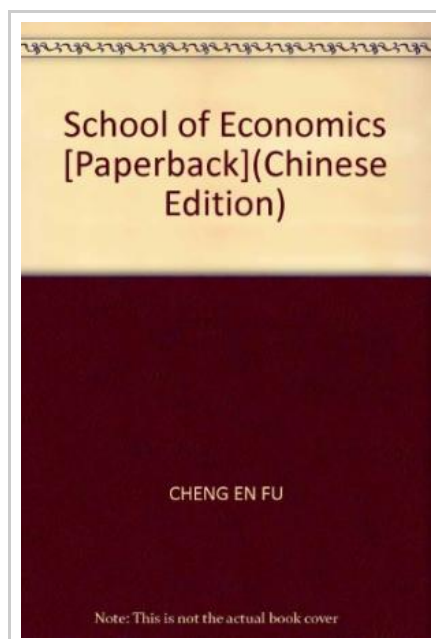 School of Economics
[Paperback](Chinese
Edition)
CHENG EN FU
Note: This is not the actual book cover